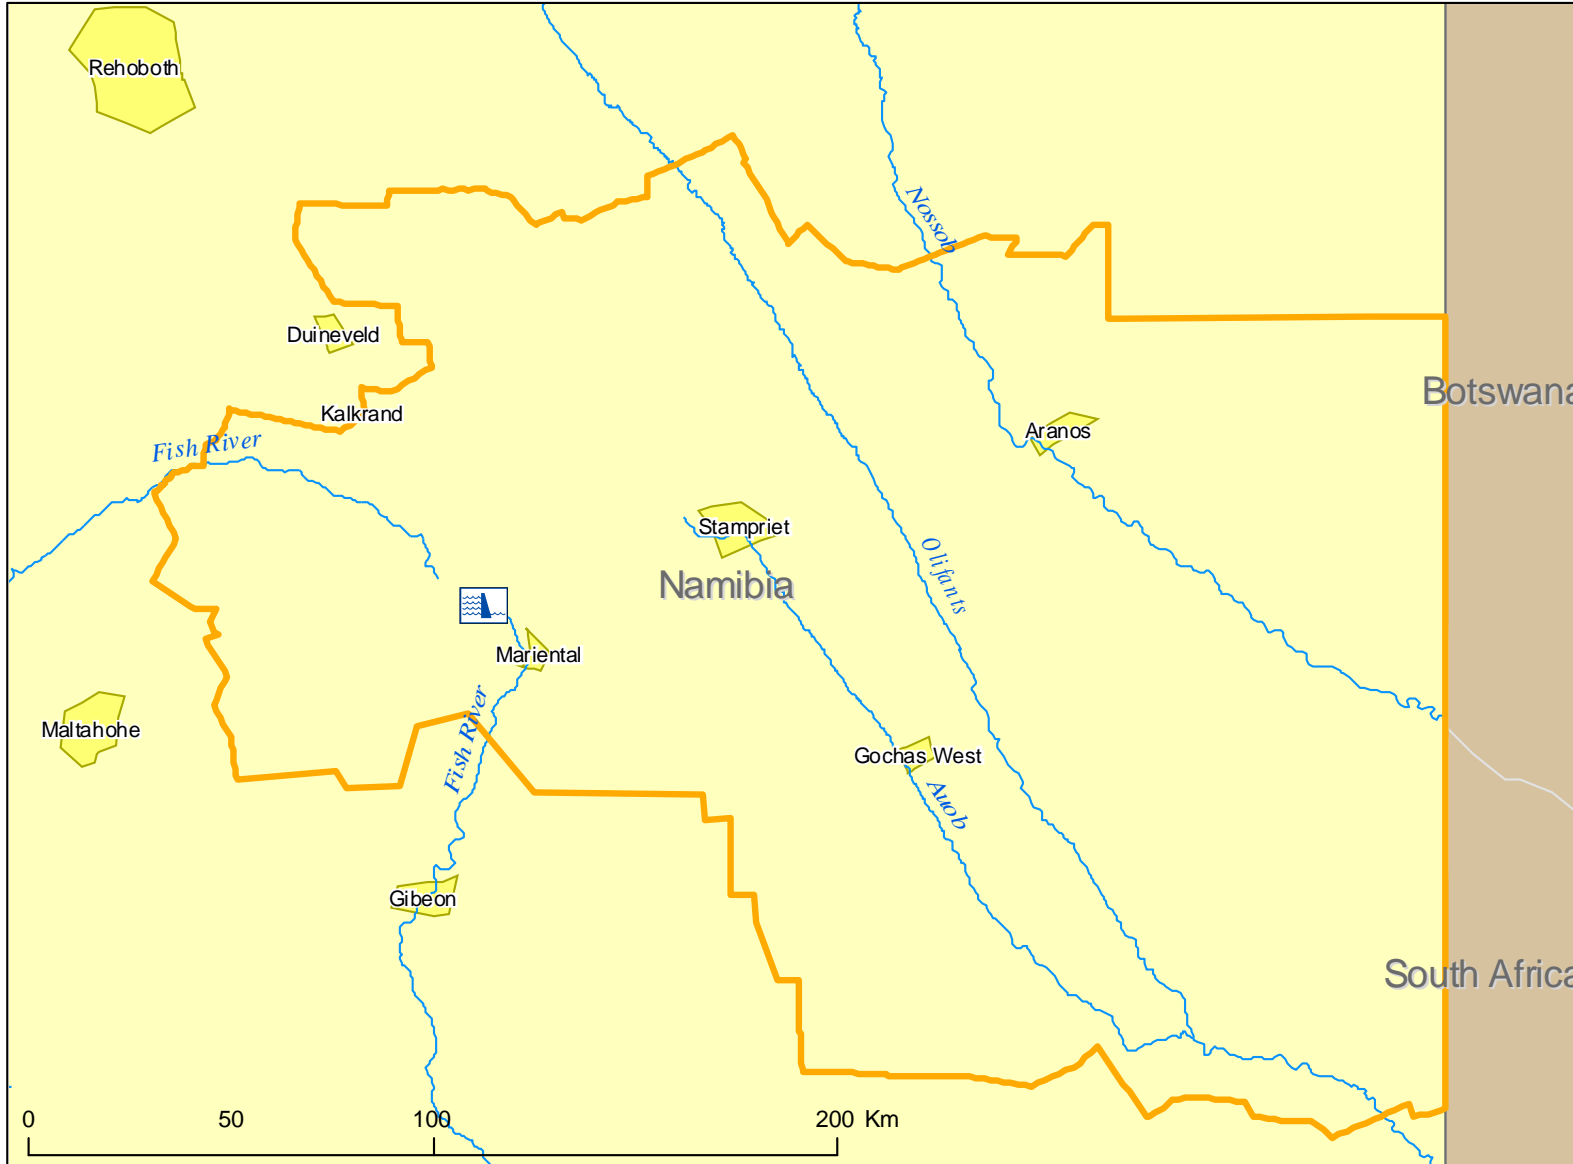 Rehoboth
Nossob
Duineveld
Botswana
Kalkrand
Fish River
Aranos
Stampriet
Olifants
Namibia
Mariental
Fish River
Maltahohe
Gochas West
Auob
Gibeon
South Africa
0 50 100 200 Km